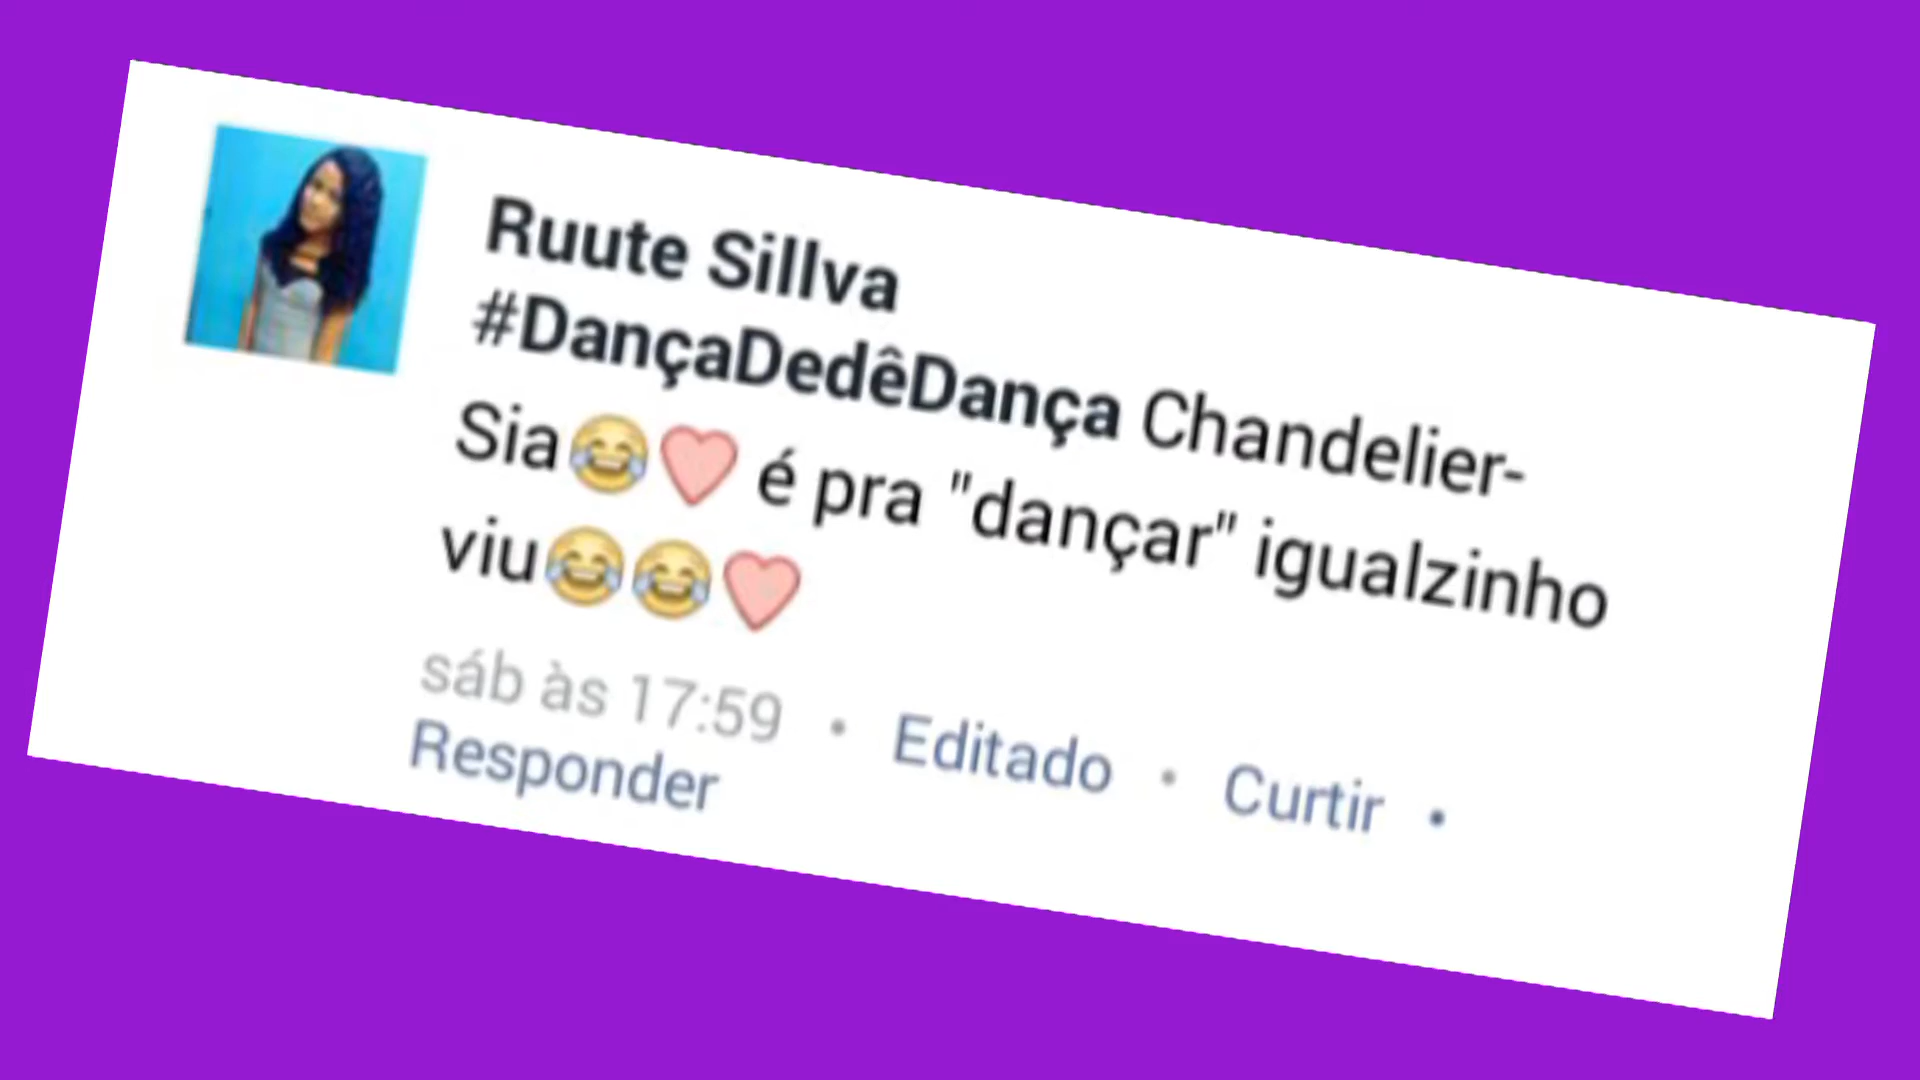 Ruute Sillva
#DançaDedêDança Chandelier-
Sia😂❤ é pra "dançar" igualzinho
viu😂😂❤
sáb às 17:59 • Editado • Curtir •
Responder